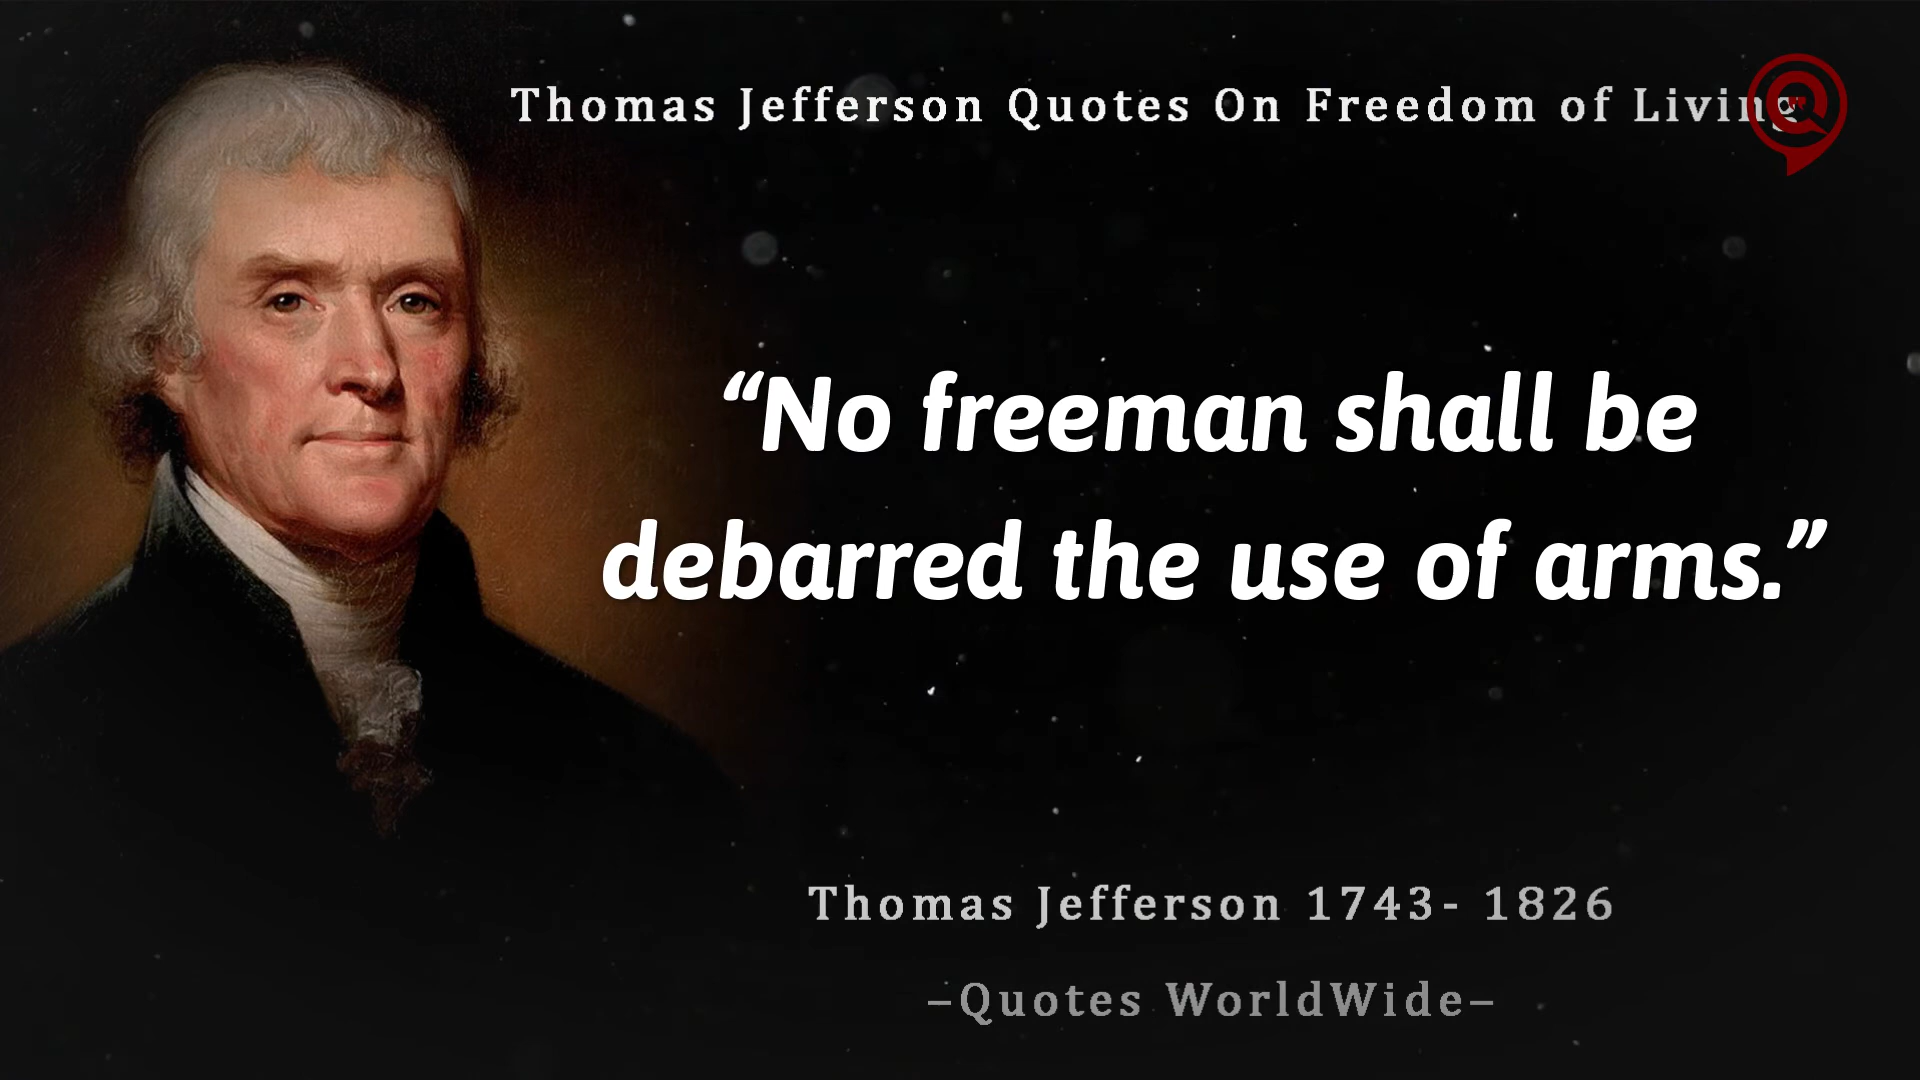 Thomas Jefferson Quotes On Freedom of Living
“No freeman shall be
debarred the use of arms.”
Thomas Jefferson 1743- 1826
–Quotes WorldWide–